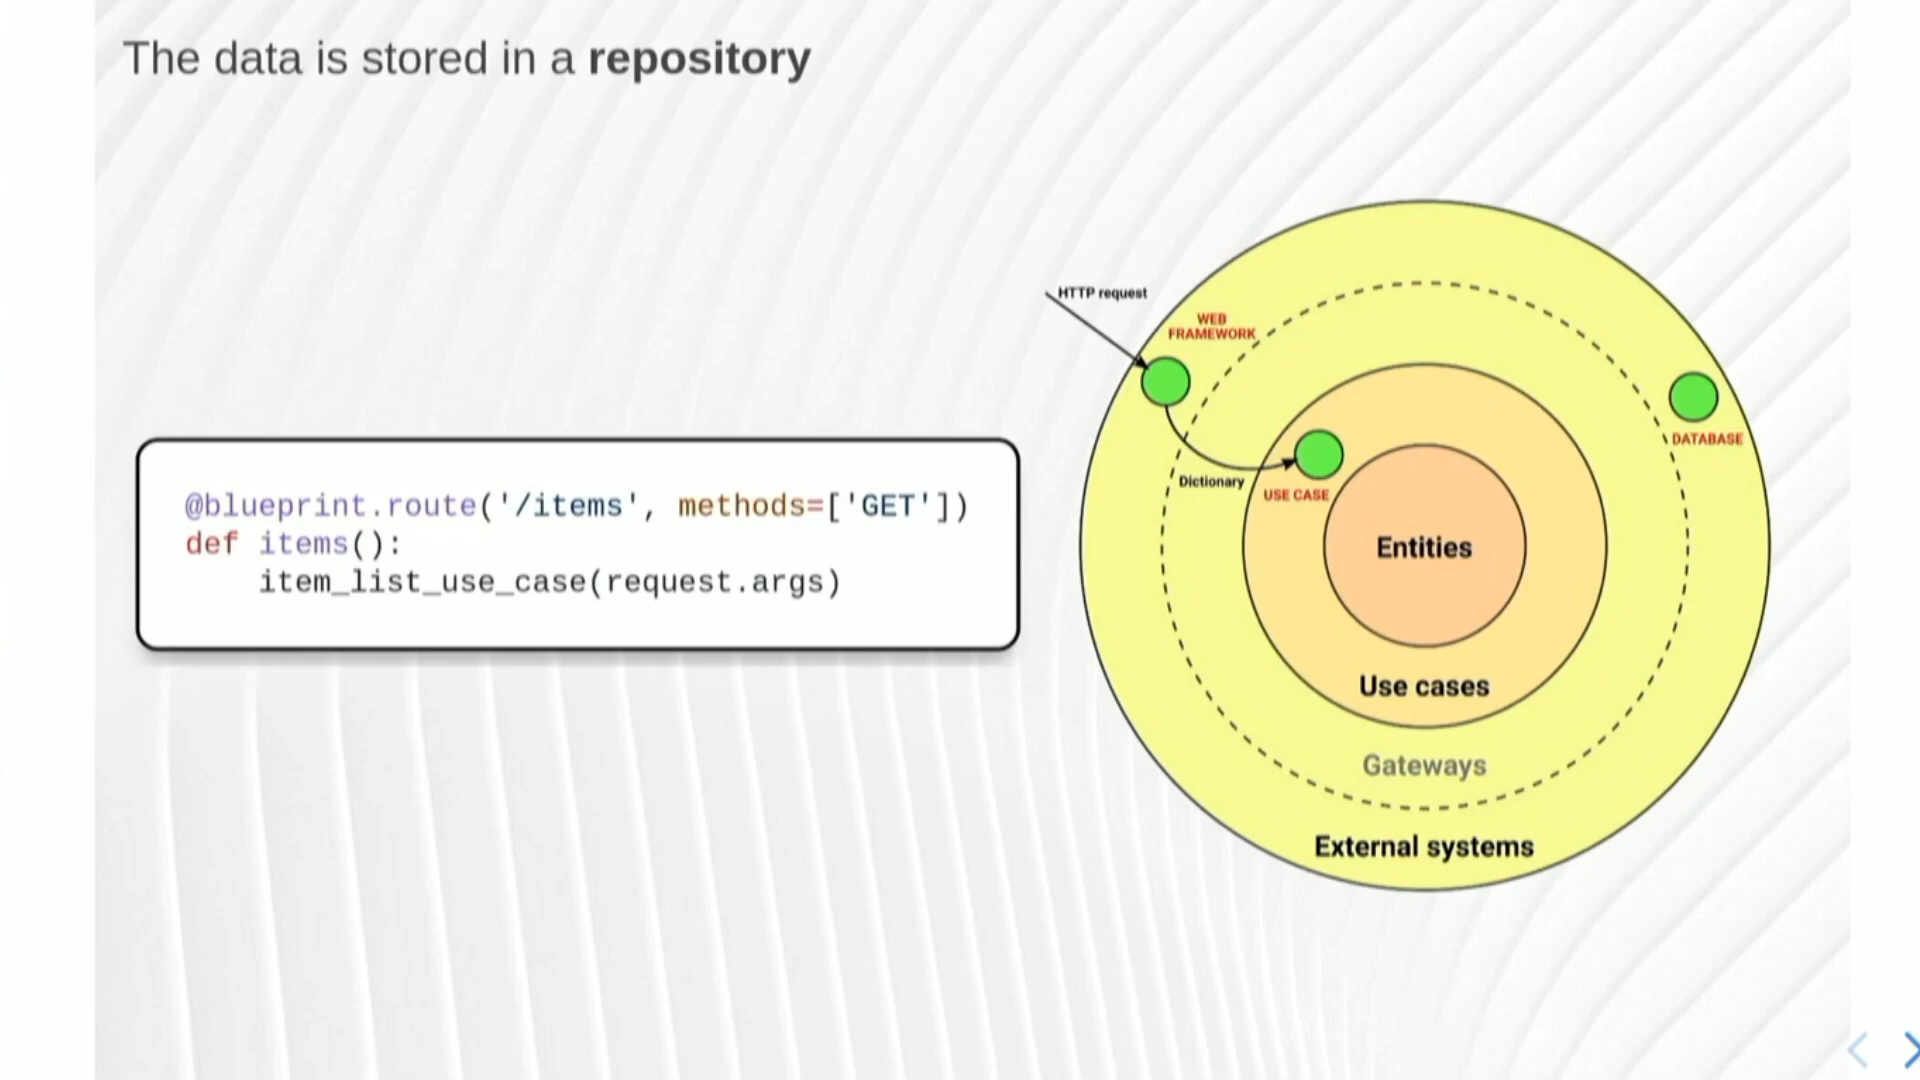 The data is stored in a repository
@blueprint.route('/items', methods=['GET'])
def items():
    item_list_use_case(request.args)
HTTP request
WEB
FRAMEWORK
DATABASE
Dictionary
USE CASE
Entities
Use cases
Gateways
External systems